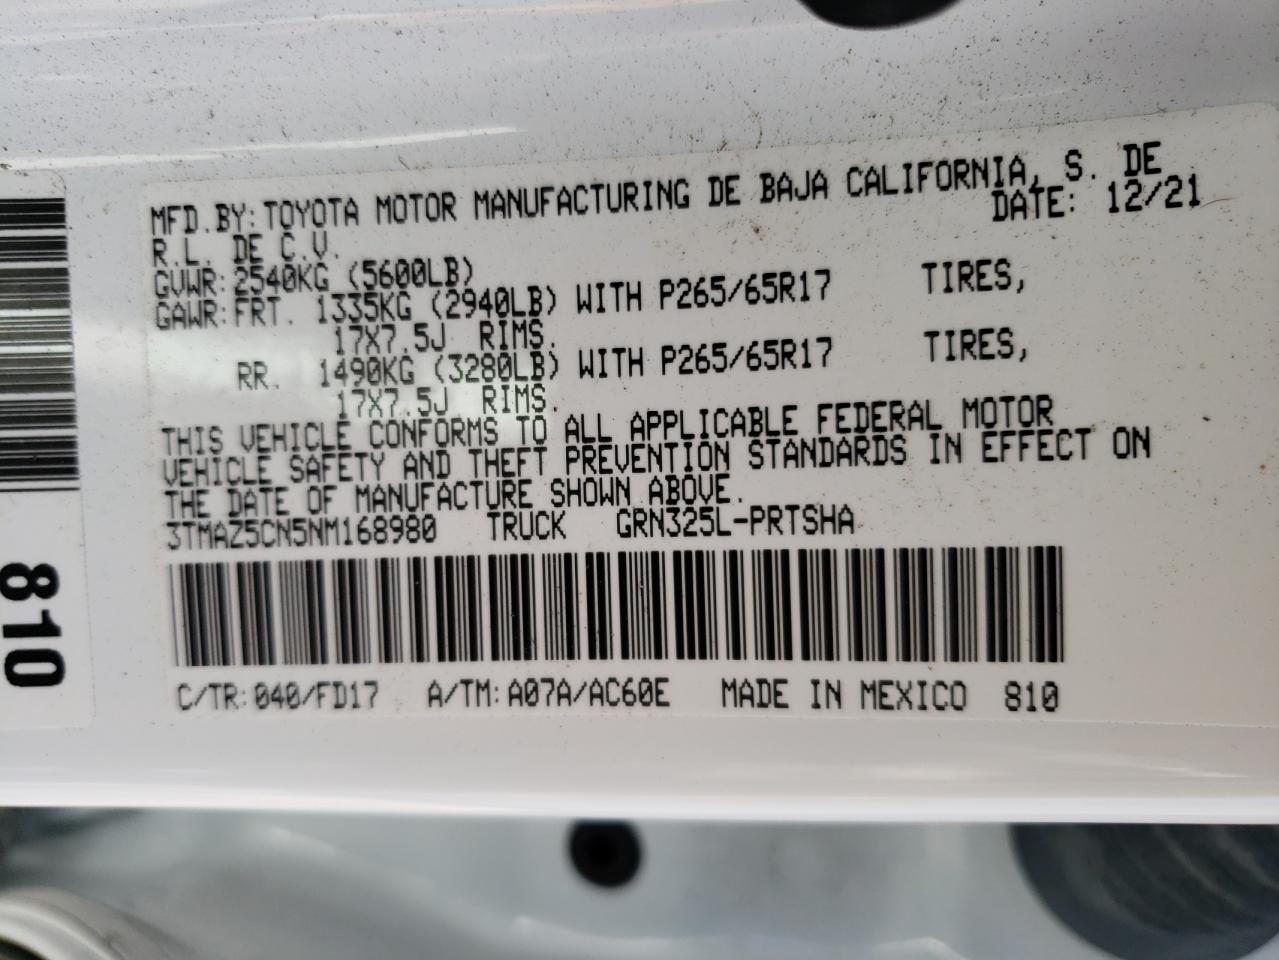 MFD.BY:TOYOTA MOTOR MANUFACTURING DE BAJA CALIFORNIA, S. DE
R.L. DE C.V. DATE: 12/21
GVWR:2540KG (5600LB)
GAWR:FRT. 1335KG (2940LB) WITH P265/65R17 TIRES,
17X7.5J RIMS.
RR. 1490KG (3280LB) WITH P265/65R17 TIRES,
17X7.5J RIMS.
THIS VEHICLE CONFORMS TO ALL APPLICABLE FEDERAL MOTOR
VEHICLE SAFETY AND THEFT PREVENTION STANDARDS IN EFFECT ON
THE DATE OF MANUFACTURE SHOWN ABOVE.
3TMAZ5CN5NM168980 TRUCK GRN325L-PRTSHA
C/TR:040/FD17 A/TM:A07A/AC60E MADE IN MEXICO 810
810